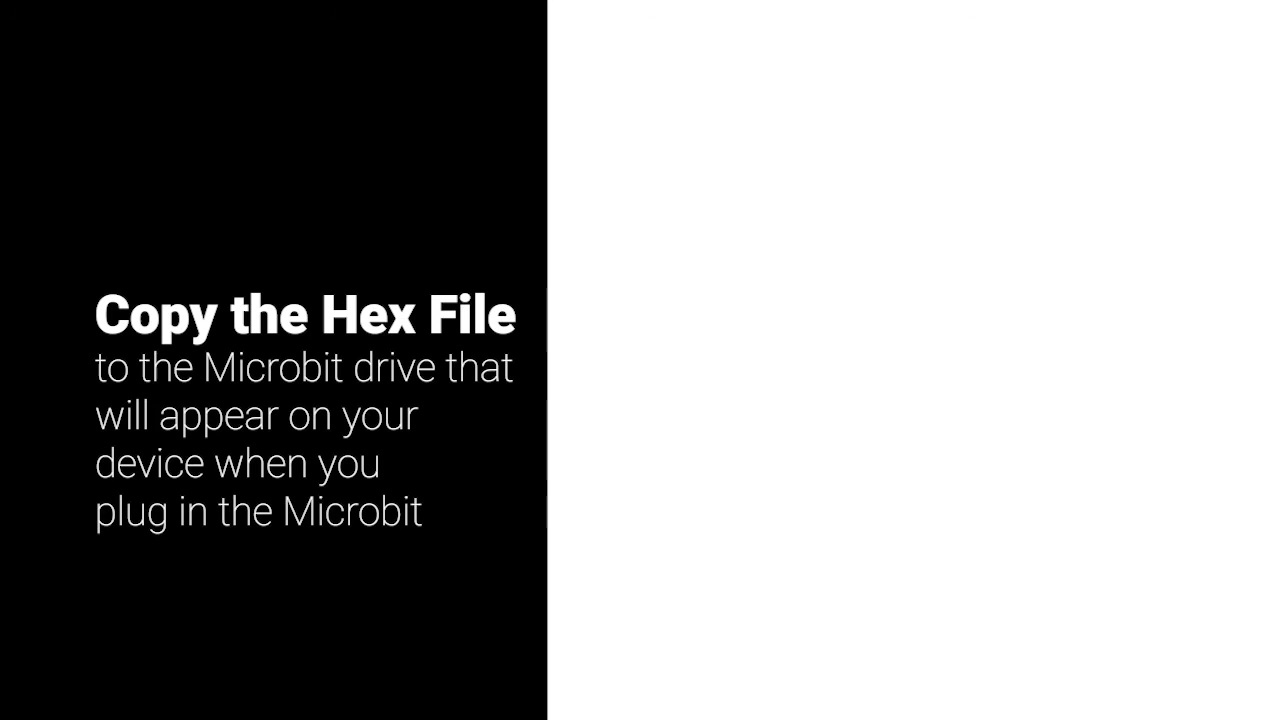 Copy the Hex File
to the Microbit drive that
will appear on your
device when you
plug in the Microbit